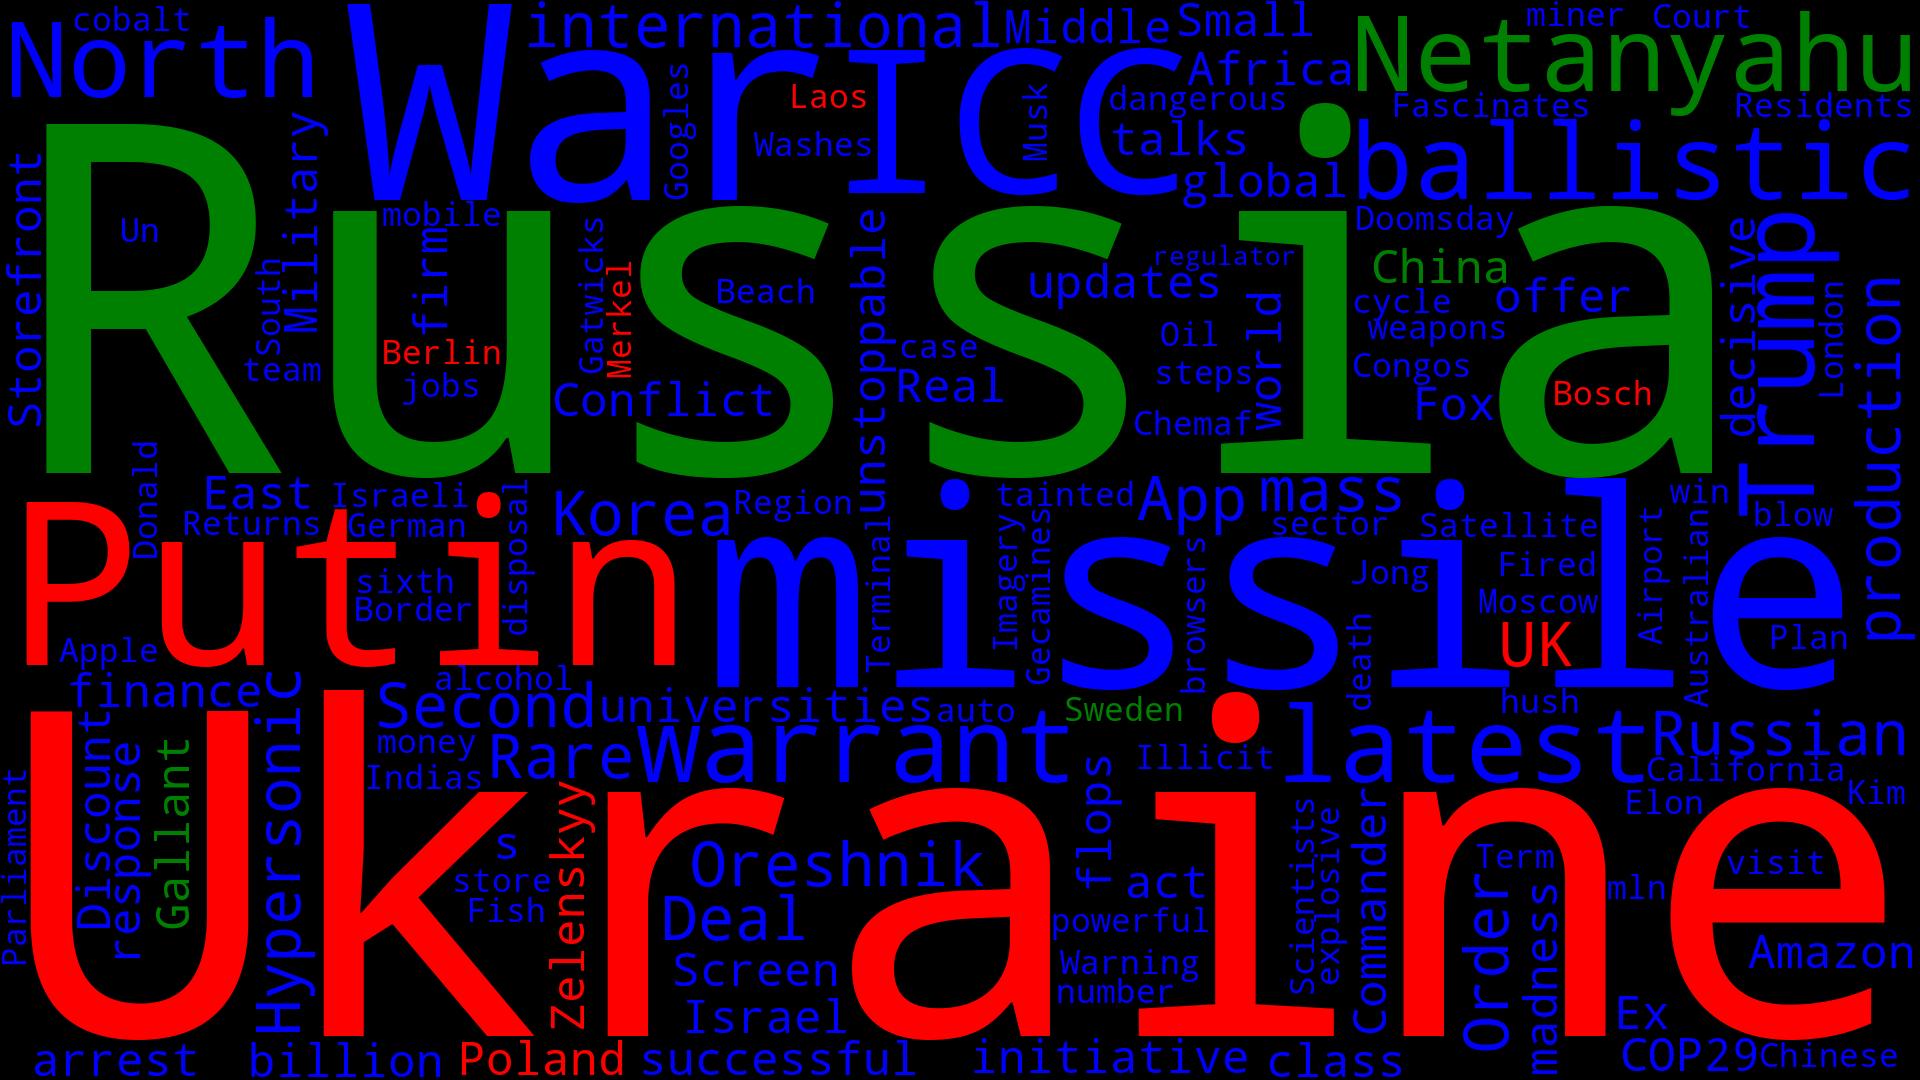 cobalt
North
War
international
Middle
Small
miner
Court
Netanyahu
ICC
Africa
Laos
Googles
Musk
dangerous
Fascinates
Residents
Washes
talks
ballistic
global
Storefront
Military
Russia
Un
mobile
firm
South
team
Berlin
jobs
Gatwicks
Merkel
Beach
Conflict
unstoppable
case
Real
updates
regulator
Oil
steps
world
Chemaf
Doomsday
China
cycle
offer
Weapons
Congos
Fox
Bosch
decisive
Trump
London
production
Donald
East
Israeli
Returns
German
disposal
Korea
Region
tainted
App
mass
sector
Satellite
win
blow
Putin
missile
sixth
Border
Terminal
Imagery
Gecamines
browsers
Jong
Fired
Moscow
UK
Airport
Australian
Plan
Apple
finance
alcohol
Second
universities
auto
Sweden
death
hush
Hypersonic
Discount
response
Gallant
Parliament
money
Indias
Rare
Warrant
Illicit
latest
Russian
California
Elon
Kim
Ukraine
s
store
Fish
Zelenskyy
Oreshnik
Deal
Screen
Israel
flops
act
powerful
Warning
number
Scientists
explosive
Commander
Term
Order
madness
mln
visit
Amazon
Ex
COP29
Chinese
arrest
billion
Poland
successful
initiative
class